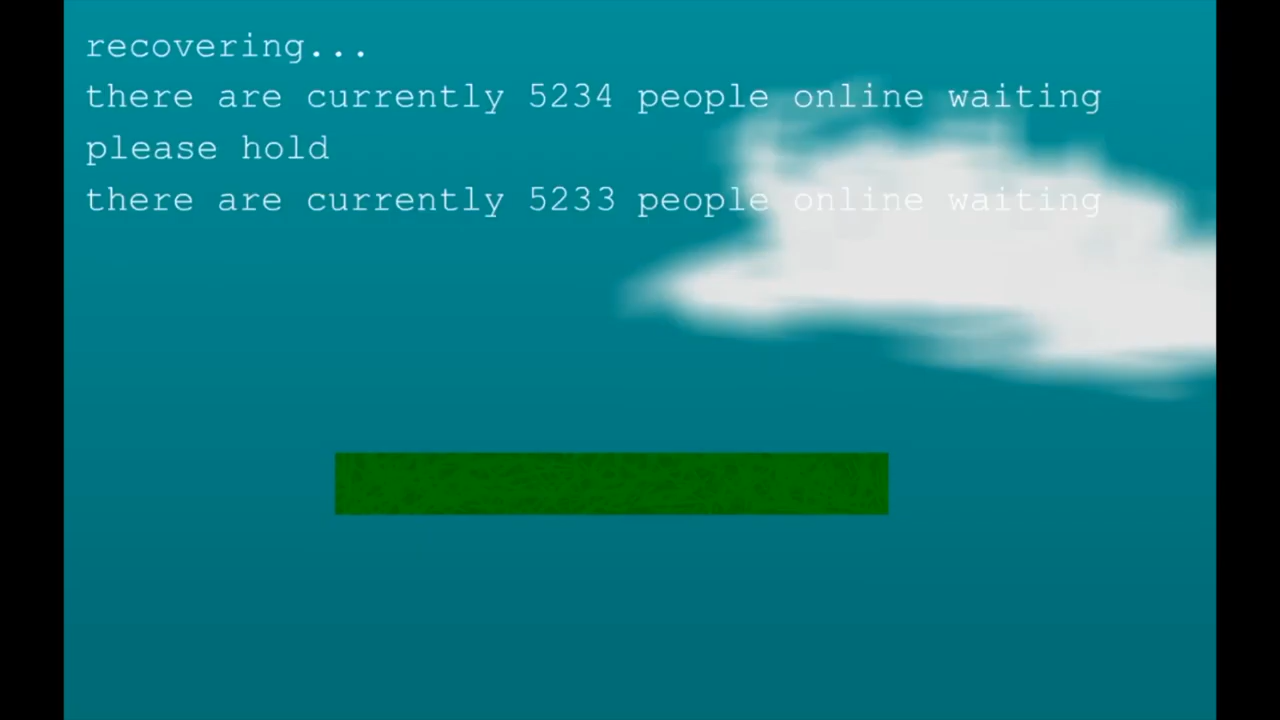 recovering...
there are currently 5234 people online waiting
please hold
there are currently 5233 people online waiting